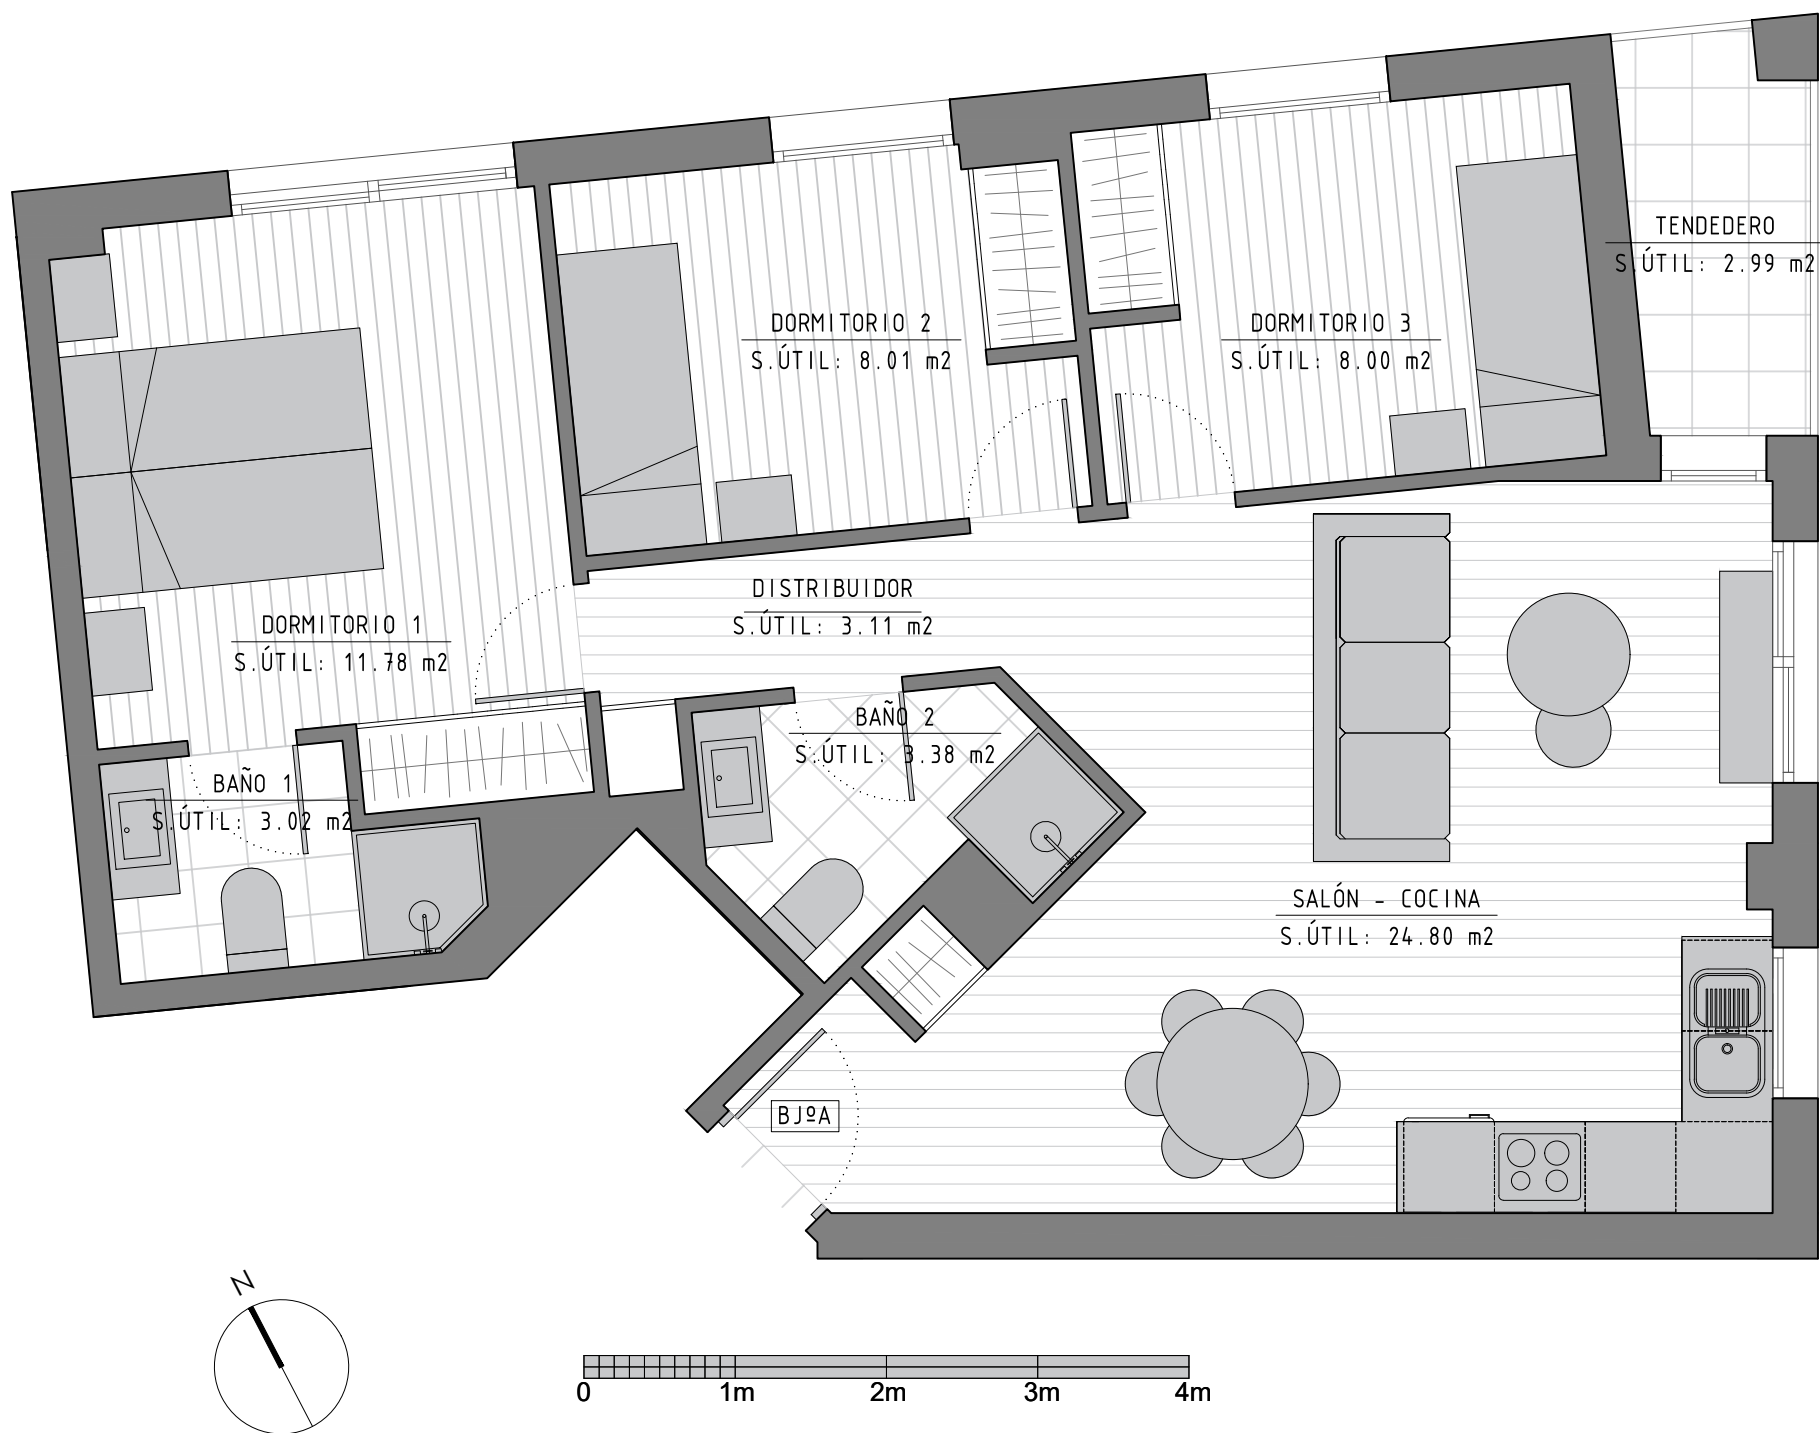 TENDEDERO
S.ÚTIL: 2.99 m2
DORMITORIO 2
S.ÚTIL: 8.01 m2
DORMITORIO 3
S.ÚTIL: 8.00 m2
DISTRIBUIDOR
S.ÚTIL: 3.11 m2
DORMITORIO 1
S.ÚTIL: 11.78 m2
BAÑO 2
S.ÚTIL: 3.38 m2
BAÑO 1
S.ÚTIL: 3.02 m2
SALÓN - COCINA
S.ÚTIL: 24.80 m2
BJºA
N
0 1m 2m 3m 4m